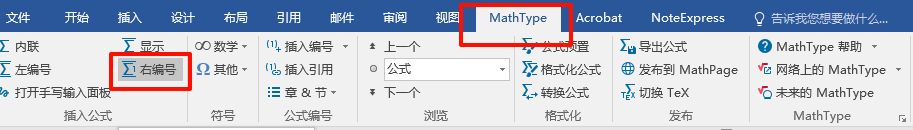 文件 开始 插入 设计 布局 引用 邮件 审阅 视图 MathType Acrobat NoteExpress 告诉我您想要做什么...
内联 显示 数学 插入编号 上一个 公式预置 导出公式 MathType 帮助
左编号 右编号 其他 插入引用 公式 格式化公式 发布到 MathPage 网络上的 MathType
打开手写输入面板 章 & 节 下一个 转换公式 切换 TeX 未来的 MathType
插入公式 符号 公式编号 浏览 格式化 发布 MathType